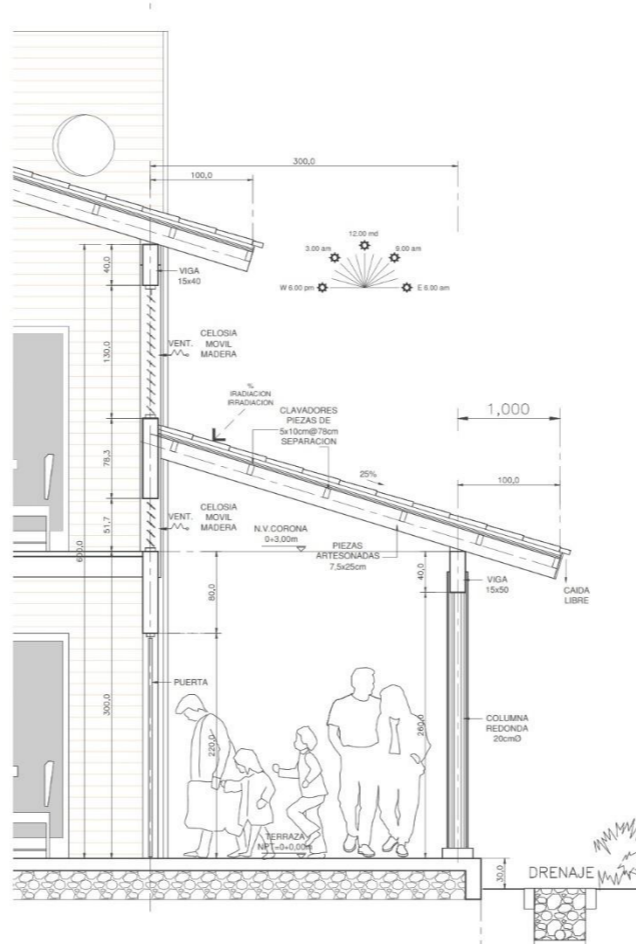 300,0
100,0
12.00 md
3.00 am
9.00 am
W 6.00 pm
E 6.00 am
40,0
VIGA
15x40
CELOSIA
MOVIL
MADERA
VENT.
130,0
%
IRADIACION
IRRADIACION
CLAVADORES
PIEZAS DE
5x10cm@78cm
SEPARACION
1,000
25%
100,0
78,3
CELOSIA
MOVIL
MADERA
VENT.
51,7
600,0
N.V.CORONA
0+3,00m
PIEZAS
ARTESONADAS
7,5x25cm
40,0
VIGA
15x50
CAIDA
LIBRE
80,0
PUERTA
300,0
220,0
260,0
COLUMNA
REDONDA
20cmØ
TERRAZA
NPT=0+0,00m
30,0
DRENAJE